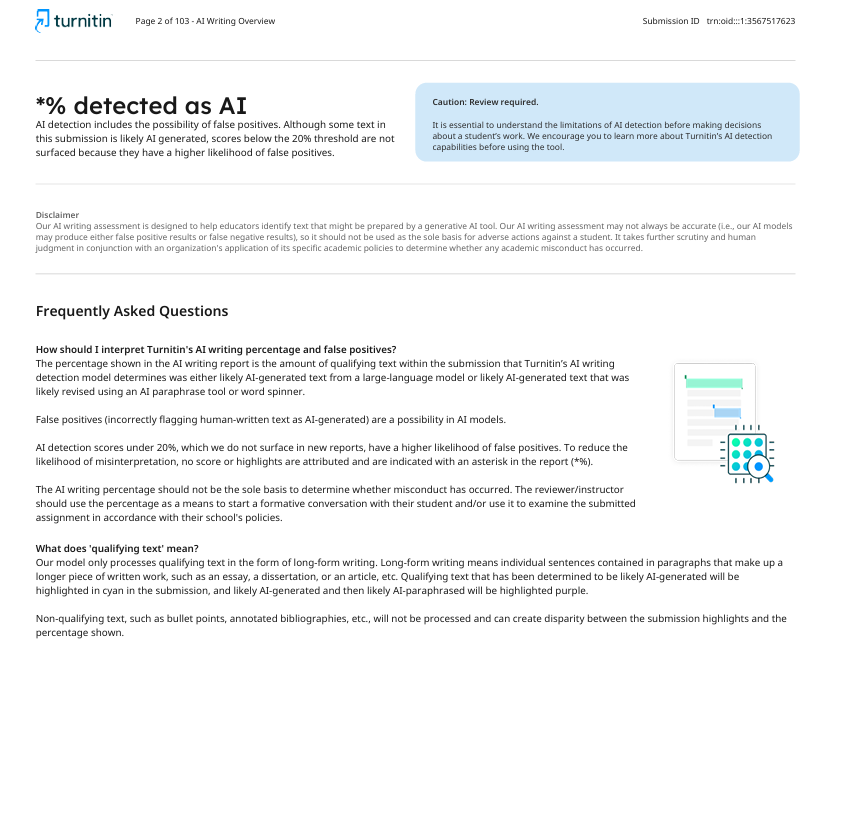 turnitin
Page 2 of 103 - AI Writing Overview
Submission ID trn:oid:::1:3567517623
*% detected as AI
AI detection includes the possibility of false positives. Although some text in
this submission is likely AI generated, scores below the 20% threshold are not
surfaced because they have a higher likelihood of false positives.
Caution: Review required.
It is essential to understand the limitations of AI detection before making decisions
about a student’s work. We encourage you to learn more about Turnitin’s AI detection
capabilities before using the tool.
Disclaimer
Our AI writing assessment is designed to help educators identify text that might be prepared by a generative AI tool. Our AI writing assessment may not always be accurate (i.e., our AI models
may produce either false positive results or false negative results), so it should not be used as the sole basis for adverse actions against a student. It takes further scrutiny and human
judgment in conjunction with an organization's application of its specific academic policies to determine whether any academic misconduct has occurred.
Frequently Asked Questions
How should I interpret Turnitin's AI writing percentage and false positives?
The percentage shown in the AI writing report is the amount of qualifying text within the submission that Turnitin’s AI writing
detection model determines was either likely AI-generated text from a large-language model or likely AI-generated text that was
likely revised using an AI paraphrase tool or word spinner.
False positives (incorrectly flagging human-written text as AI-generated) are a possibility in AI models.
AI detection scores under 20%, which we do not surface in new reports, have a higher likelihood of false positives. To reduce the
likelihood of misinterpretation, no score or highlights are attributed and are indicated with an asterisk in the report (*%).
The AI writing percentage should not be the sole basis to determine whether misconduct has occurred. The reviewer/instructor
should use the percentage as a means to start a formative conversation with their student and/or use it to examine the submitted
assignment in accordance with their school's policies.
What does 'qualifying text' mean?
Our model only processes qualifying text in the form of long-form writing. Long-form writing means individual sentences contained in paragraphs that make up a
longer piece of written work, such as an essay, a dissertation, or an article, etc. Qualifying text that has been determined to be likely AI-generated will be
highlighted in cyan in the submission, and likely AI-generated and then likely AI-paraphrased will be highlighted purple.
Non-qualifying text, such as bullet points, annotated bibliographies, etc., will not be processed and can create disparity between the submission highlights and the
percentage shown.